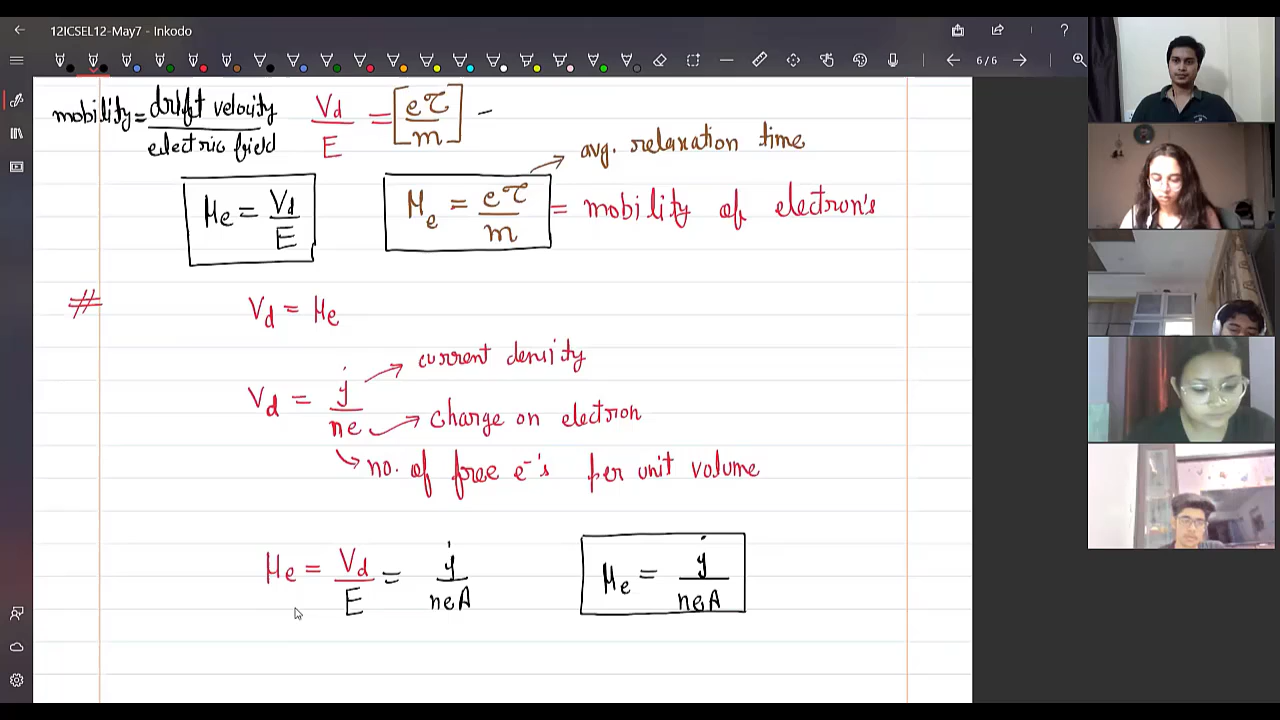 12ICSEL12-May7 - Inkodo
6/6
mobility = drift velocity / electric field Vd / E = [eτ / m] -
avg. relaxation time
μe = Vd / E
μe = eτ / m = mobility of electron's
# Vd = μe
Vd = j / ne
current density
charge on electron
no. of free e⁻'s per unit volume
μe = Vd / E = j / neA
μe = j / neA